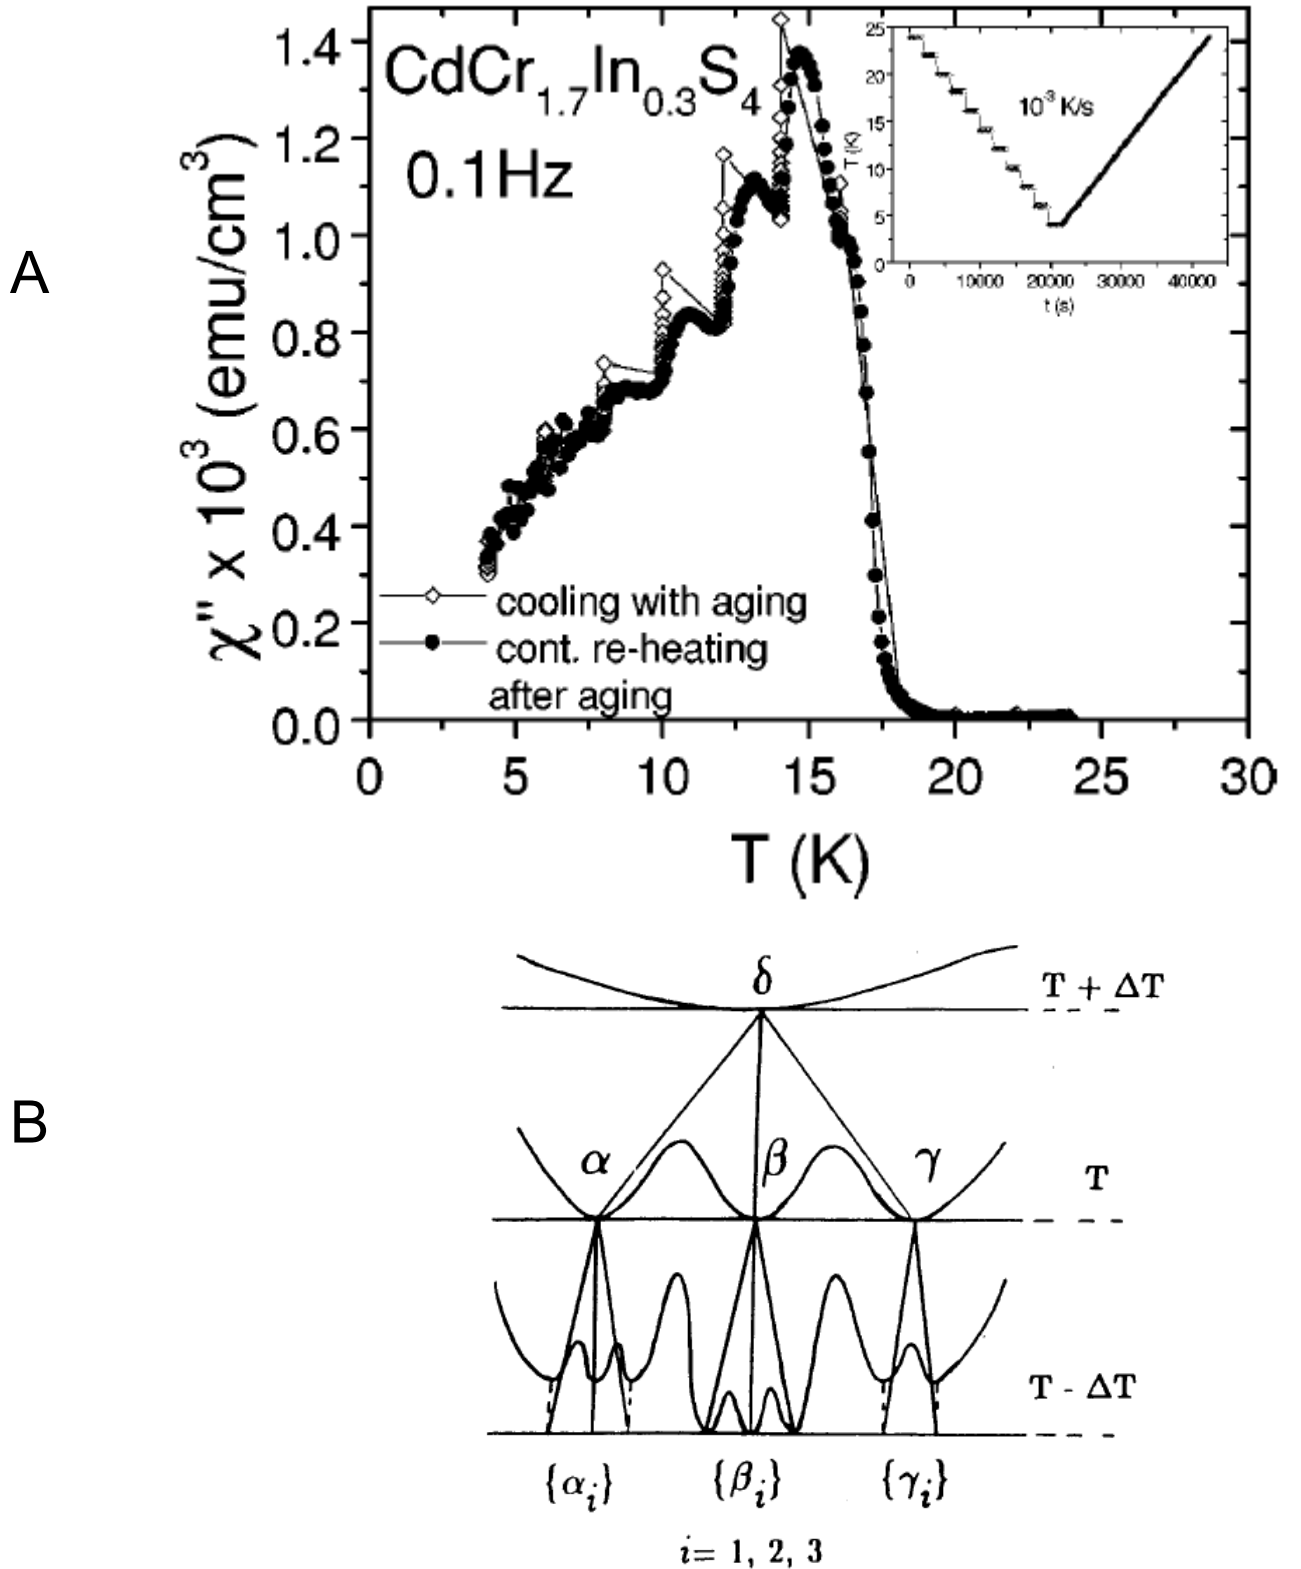 A
CdCr1.7In0.3S4
0.1Hz
χ'' x 10³ (emu/cm³)
1.4
1.2
1.0
0.8
0.6
0.4
0.2
0.0
0 5 10 15 20 25 30
T (K)
cooling with aging
cont. re-heating
after aging
25
20
15
10
5
0
T (K)
10⁻³ K/s
0 10000 20000 30000 40000
t (s)
B
δ T + ΔT
α β γ T
T - ΔT
{αi} {βi} {γi}
i= 1, 2, 3